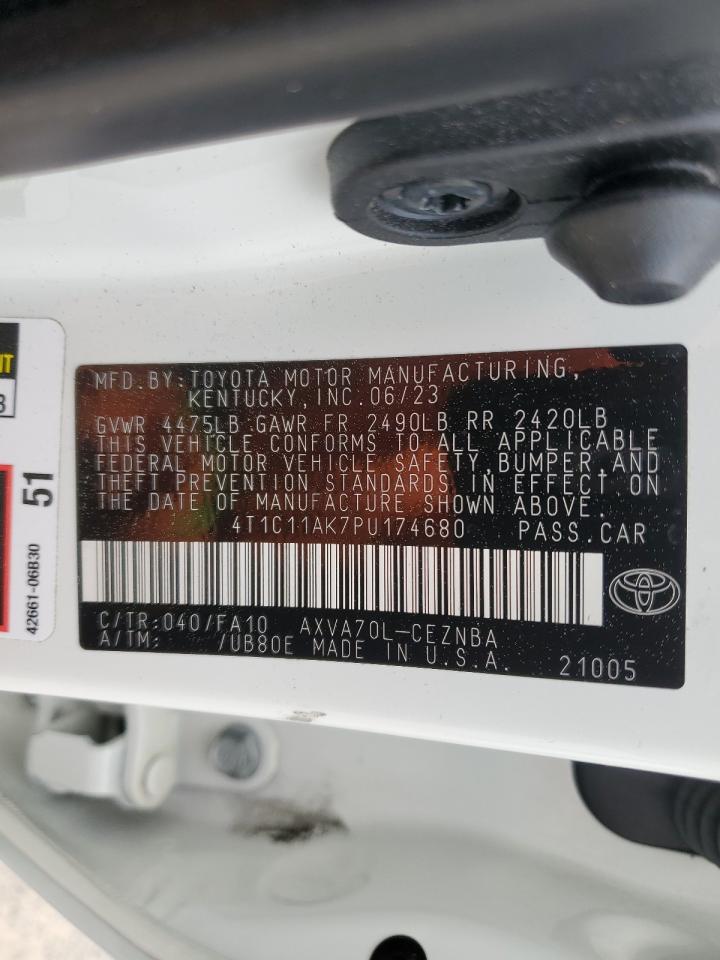 MFD.BY:TOYOTA MOTOR MANUFACTURING,
KENTUCKY,INC.06/23
GVWR 4475LB GAWR FR 2490LB RR 2420LB
THIS VEHICLE CONFORMS TO ALL APPLICABLE
FEDERAL MOTOR VEHICLE SAFETY,BUMPER,AND
THEFT PREVENTION STANDARDS IN EFFECT ON
THE DATE OF MANUFACTURE SHOWN ABOVE.
4T1C11AK7PU174680 PASS.CAR
C/TR:040/FA10 AXVA70L-CEZNBA
A/TM: /UB80E MADE IN U.S.A. 21005
51
42661-06B30